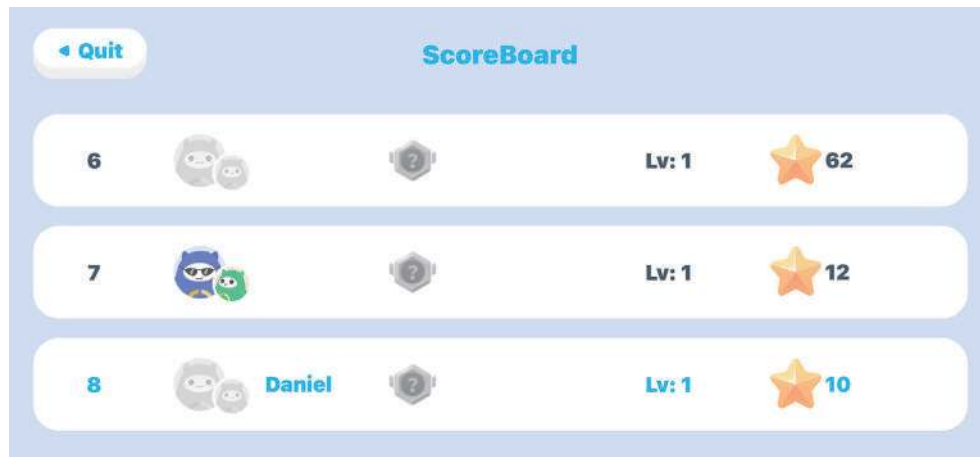 Quit
ScoreBoard
6 ? Lv: 1 62
7 ? Lv: 1 12
8 Daniel ? Lv: 1 10